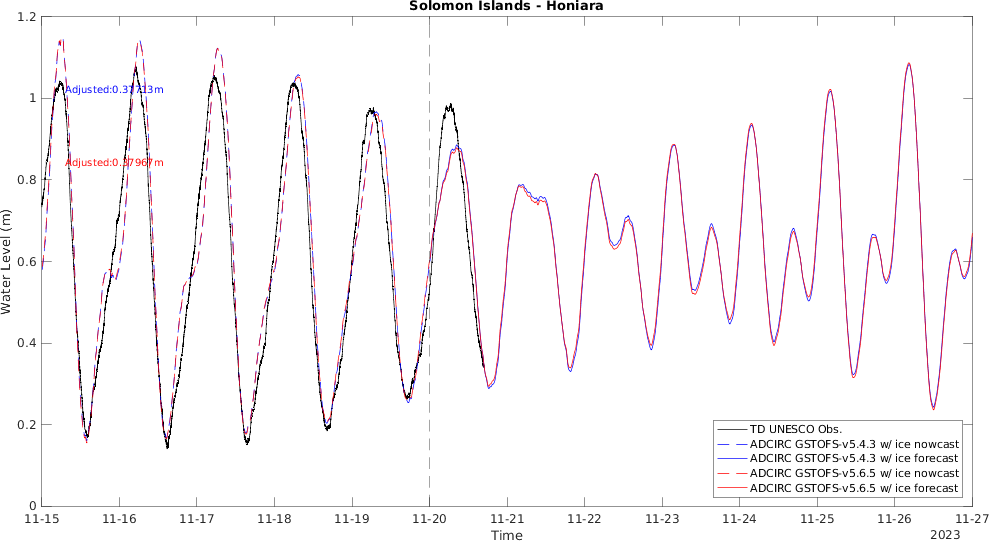 Solomon Islands - Honiara
1.2
1
0.8
0.6
0.4
0.2
0
Water Level (m)
Adjusted:0.37713m
Adjusted:0.37967m
TD UNESCO Obs.
ADCIRC GSTOFS-v5.4.3 w/ ice nowcast
ADCIRC GSTOFS-v5.4.3 w/ ice forecast
ADCIRC GSTOFS-v5.6.5 w/ ice nowcast
ADCIRC GSTOFS-v5.6.5 w/ ice forecast
11-15 11-16 11-17 11-18 11-19 11-20 11-21 11-22 11-23 11-24 11-25 11-26 11-27
Time
2023